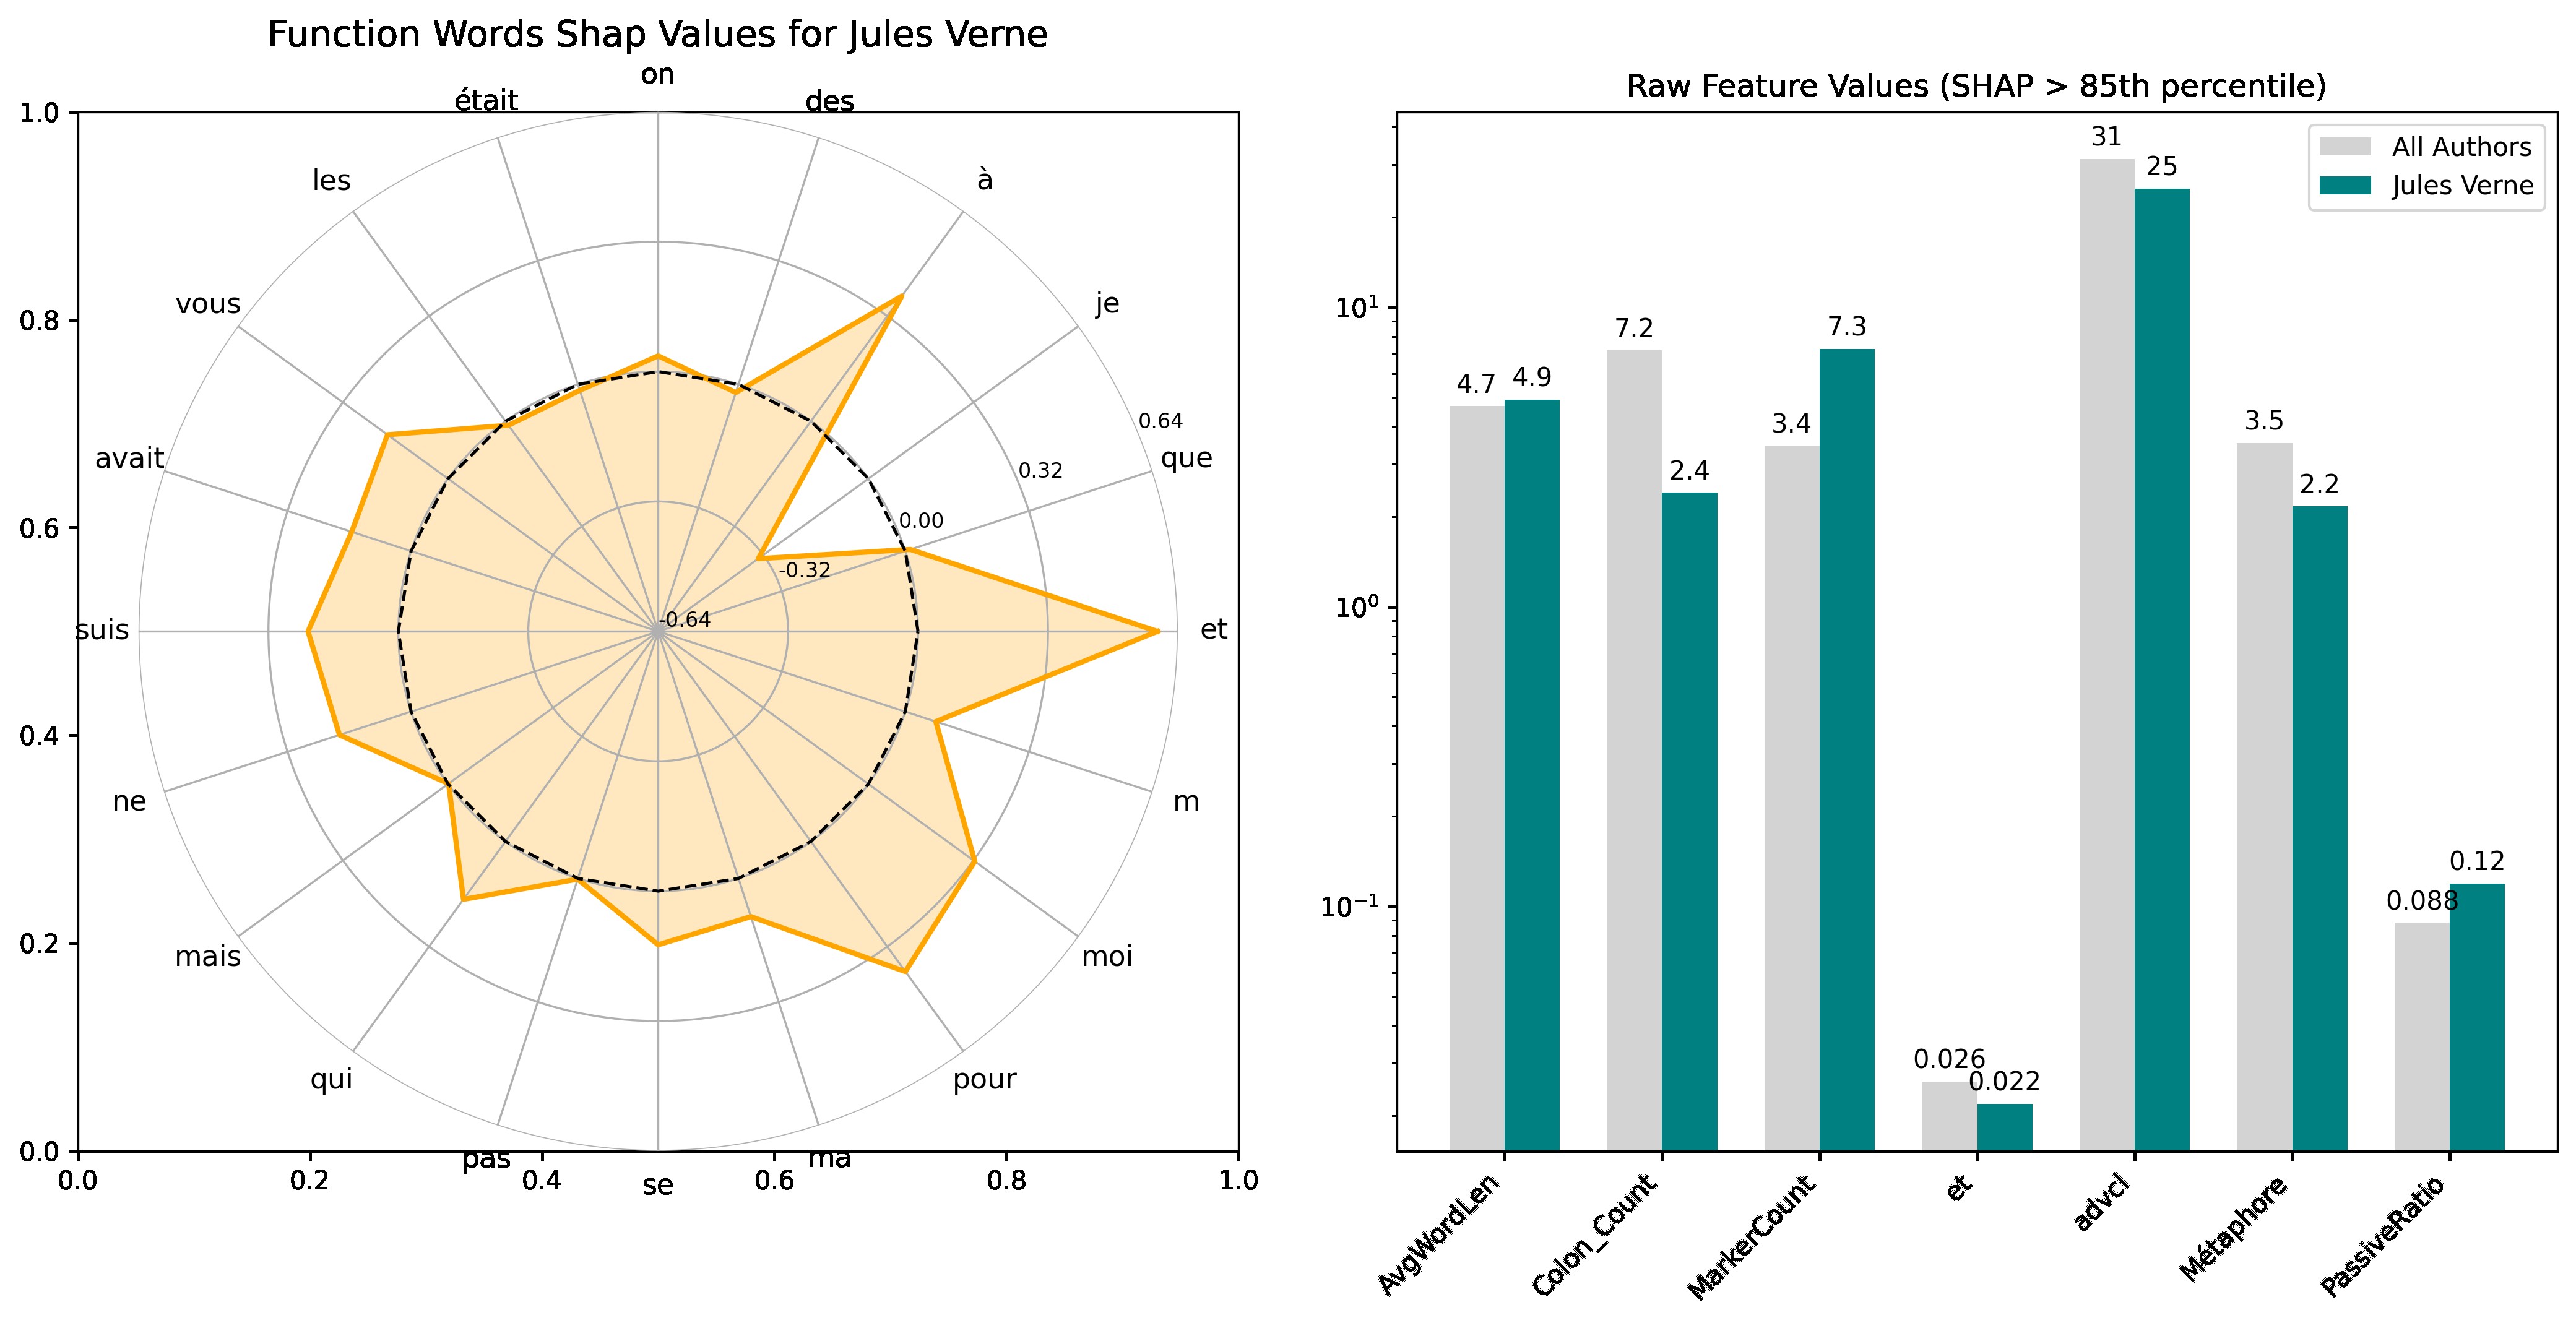 Function Words Shap Values for Jules Verne
on
était
des
les
à
vous
je
avait
que
suis
et
ne
m
mais
moi
qui
pour
pas
ma
se
0.64
0.32
0.00
-0.32
-0.64
1.0
0.8
0.6
0.4
0.2
0.0
0.0
0.2
0.4
0.6
0.8
1.0
Raw Feature Values (SHAP > 85th percentile)
All Authors
Jules Verne
10¹
10⁰
10⁻¹
4.7
4.9
7.2
2.4
3.4
7.3
0.026
0.022
31
25
3.5
2.2
0.088
0.12
AvgWordLen
Colon_Count
MarkerCount
et
advcl
Métaphore
PassiveRatio